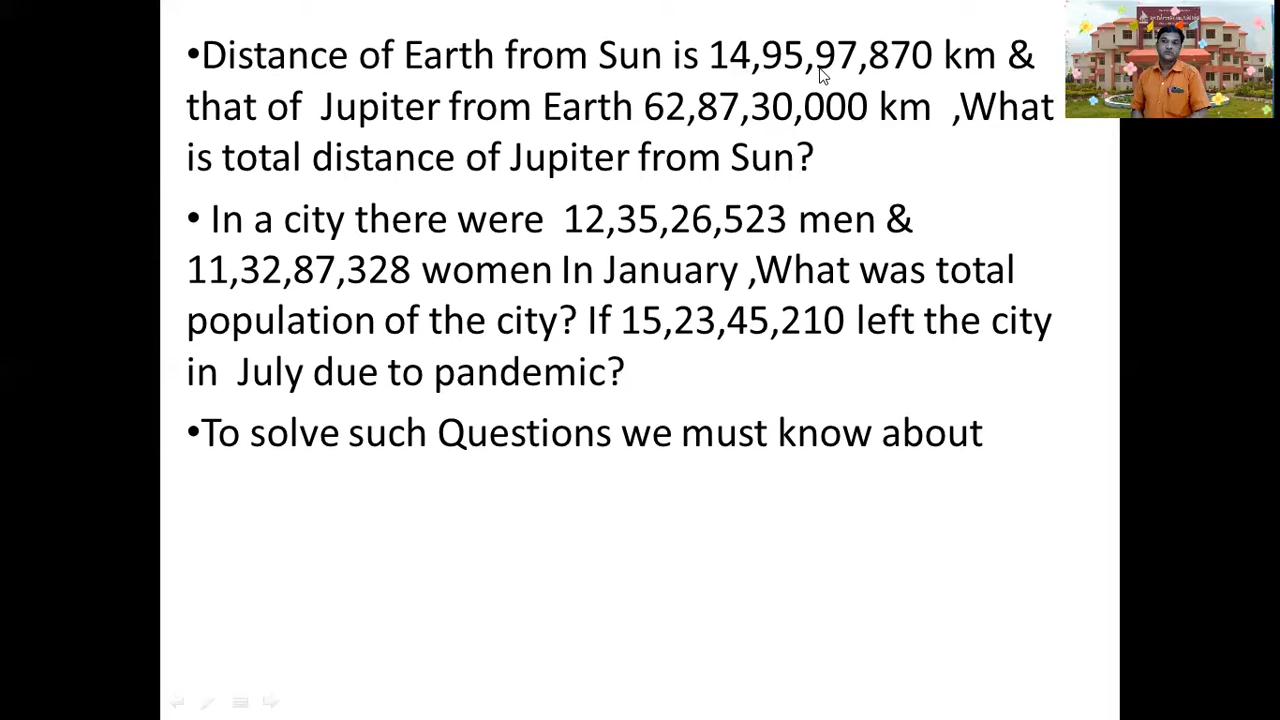 •Distance of Earth from Sun is 14,95,97,870 km &
that of Jupiter from Earth 62,87,30,000 km ,What
is total distance of Jupiter from Sun?
• In a city there were 12,35,26,523 men &
11,32,87,328 women In January ,What was total
population of the city? If 15,23,45,210 left the city
in July due to pandemic?
•To solve such Questions we must know about